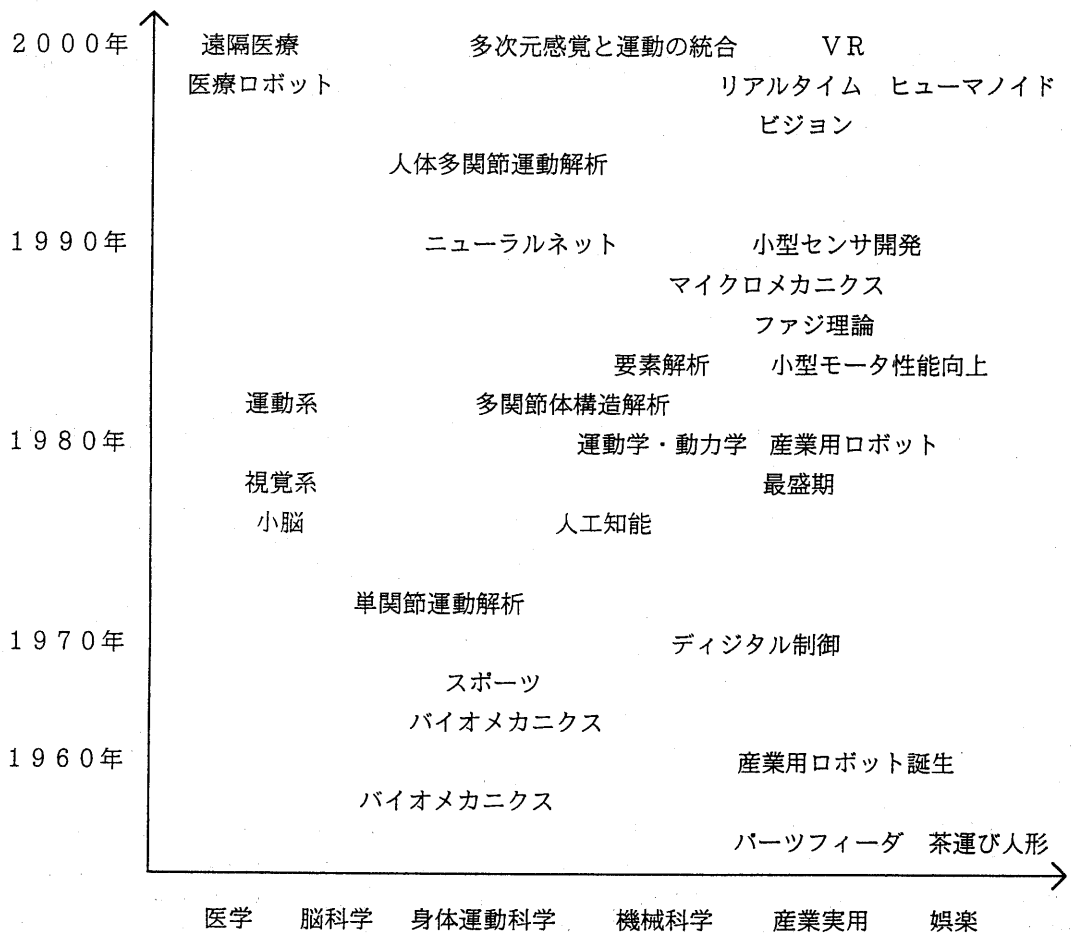 2000年 遠隔医療 多次元感覚と運動の統合 VR
医療ロボット リアルタイム ヒューマノイド
ビジョン
人体多関節運動解析
1990年 ニューラルネット 小型センサ開発
マイクロメカニクス
ファジ理論
要素解析 小型モータ性能向上
運動系 多関節体構造解析
1980年 運動学・動力学 産業用ロボット
視覚系 最盛期
小脳 人工知能
単関節運動解析
1970年 ディジタル制御
スポーツ
バイオメカニクス
1960年 産業用ロボット誕生
バイオメカニクス
パーツフィーダ 茶運び人形
医学 脳科学 身体運動科学 機械科学 産業実用 娯楽